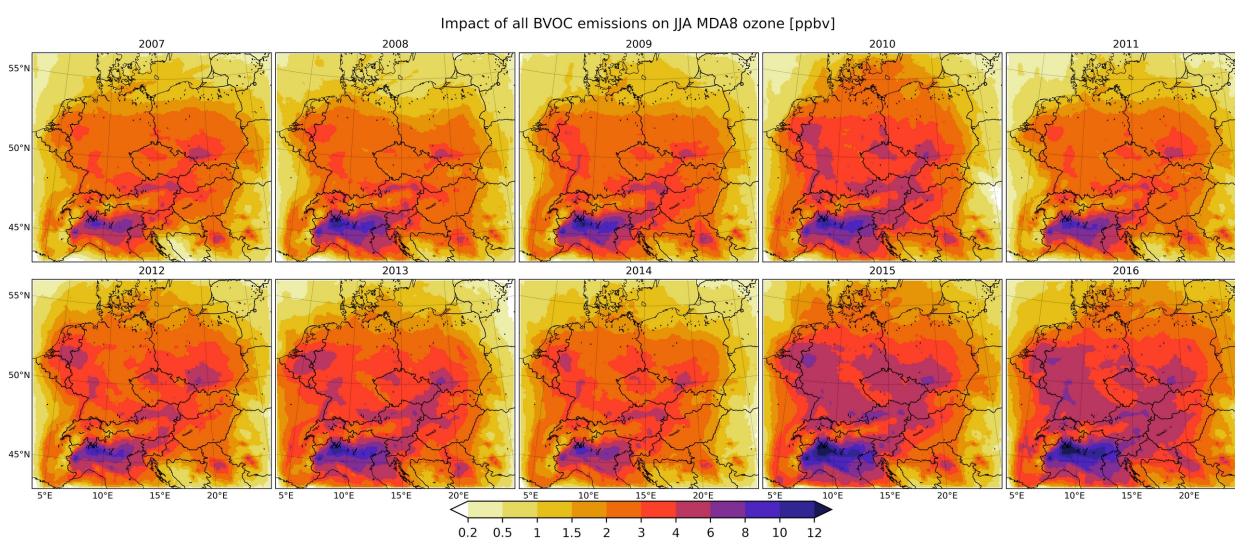 Impact of all BVOC emissions on JJA MDA8 ozone [ppbv]
2007 2008 2009 2010 2011
55°N
50°N
45°N
2012 2013 2014 2015 2016
55°N
50°N
45°N
5°E 10°E 15°E 20°E 5°E 10°E 15°E 20°E 5°E 10°E 15°E 20°E 5°E 10°E 15°E 20°E 5°E 10°E 15°E 20°E
0.2 0.5 1 1.5 2 3 4 6 8 10 12